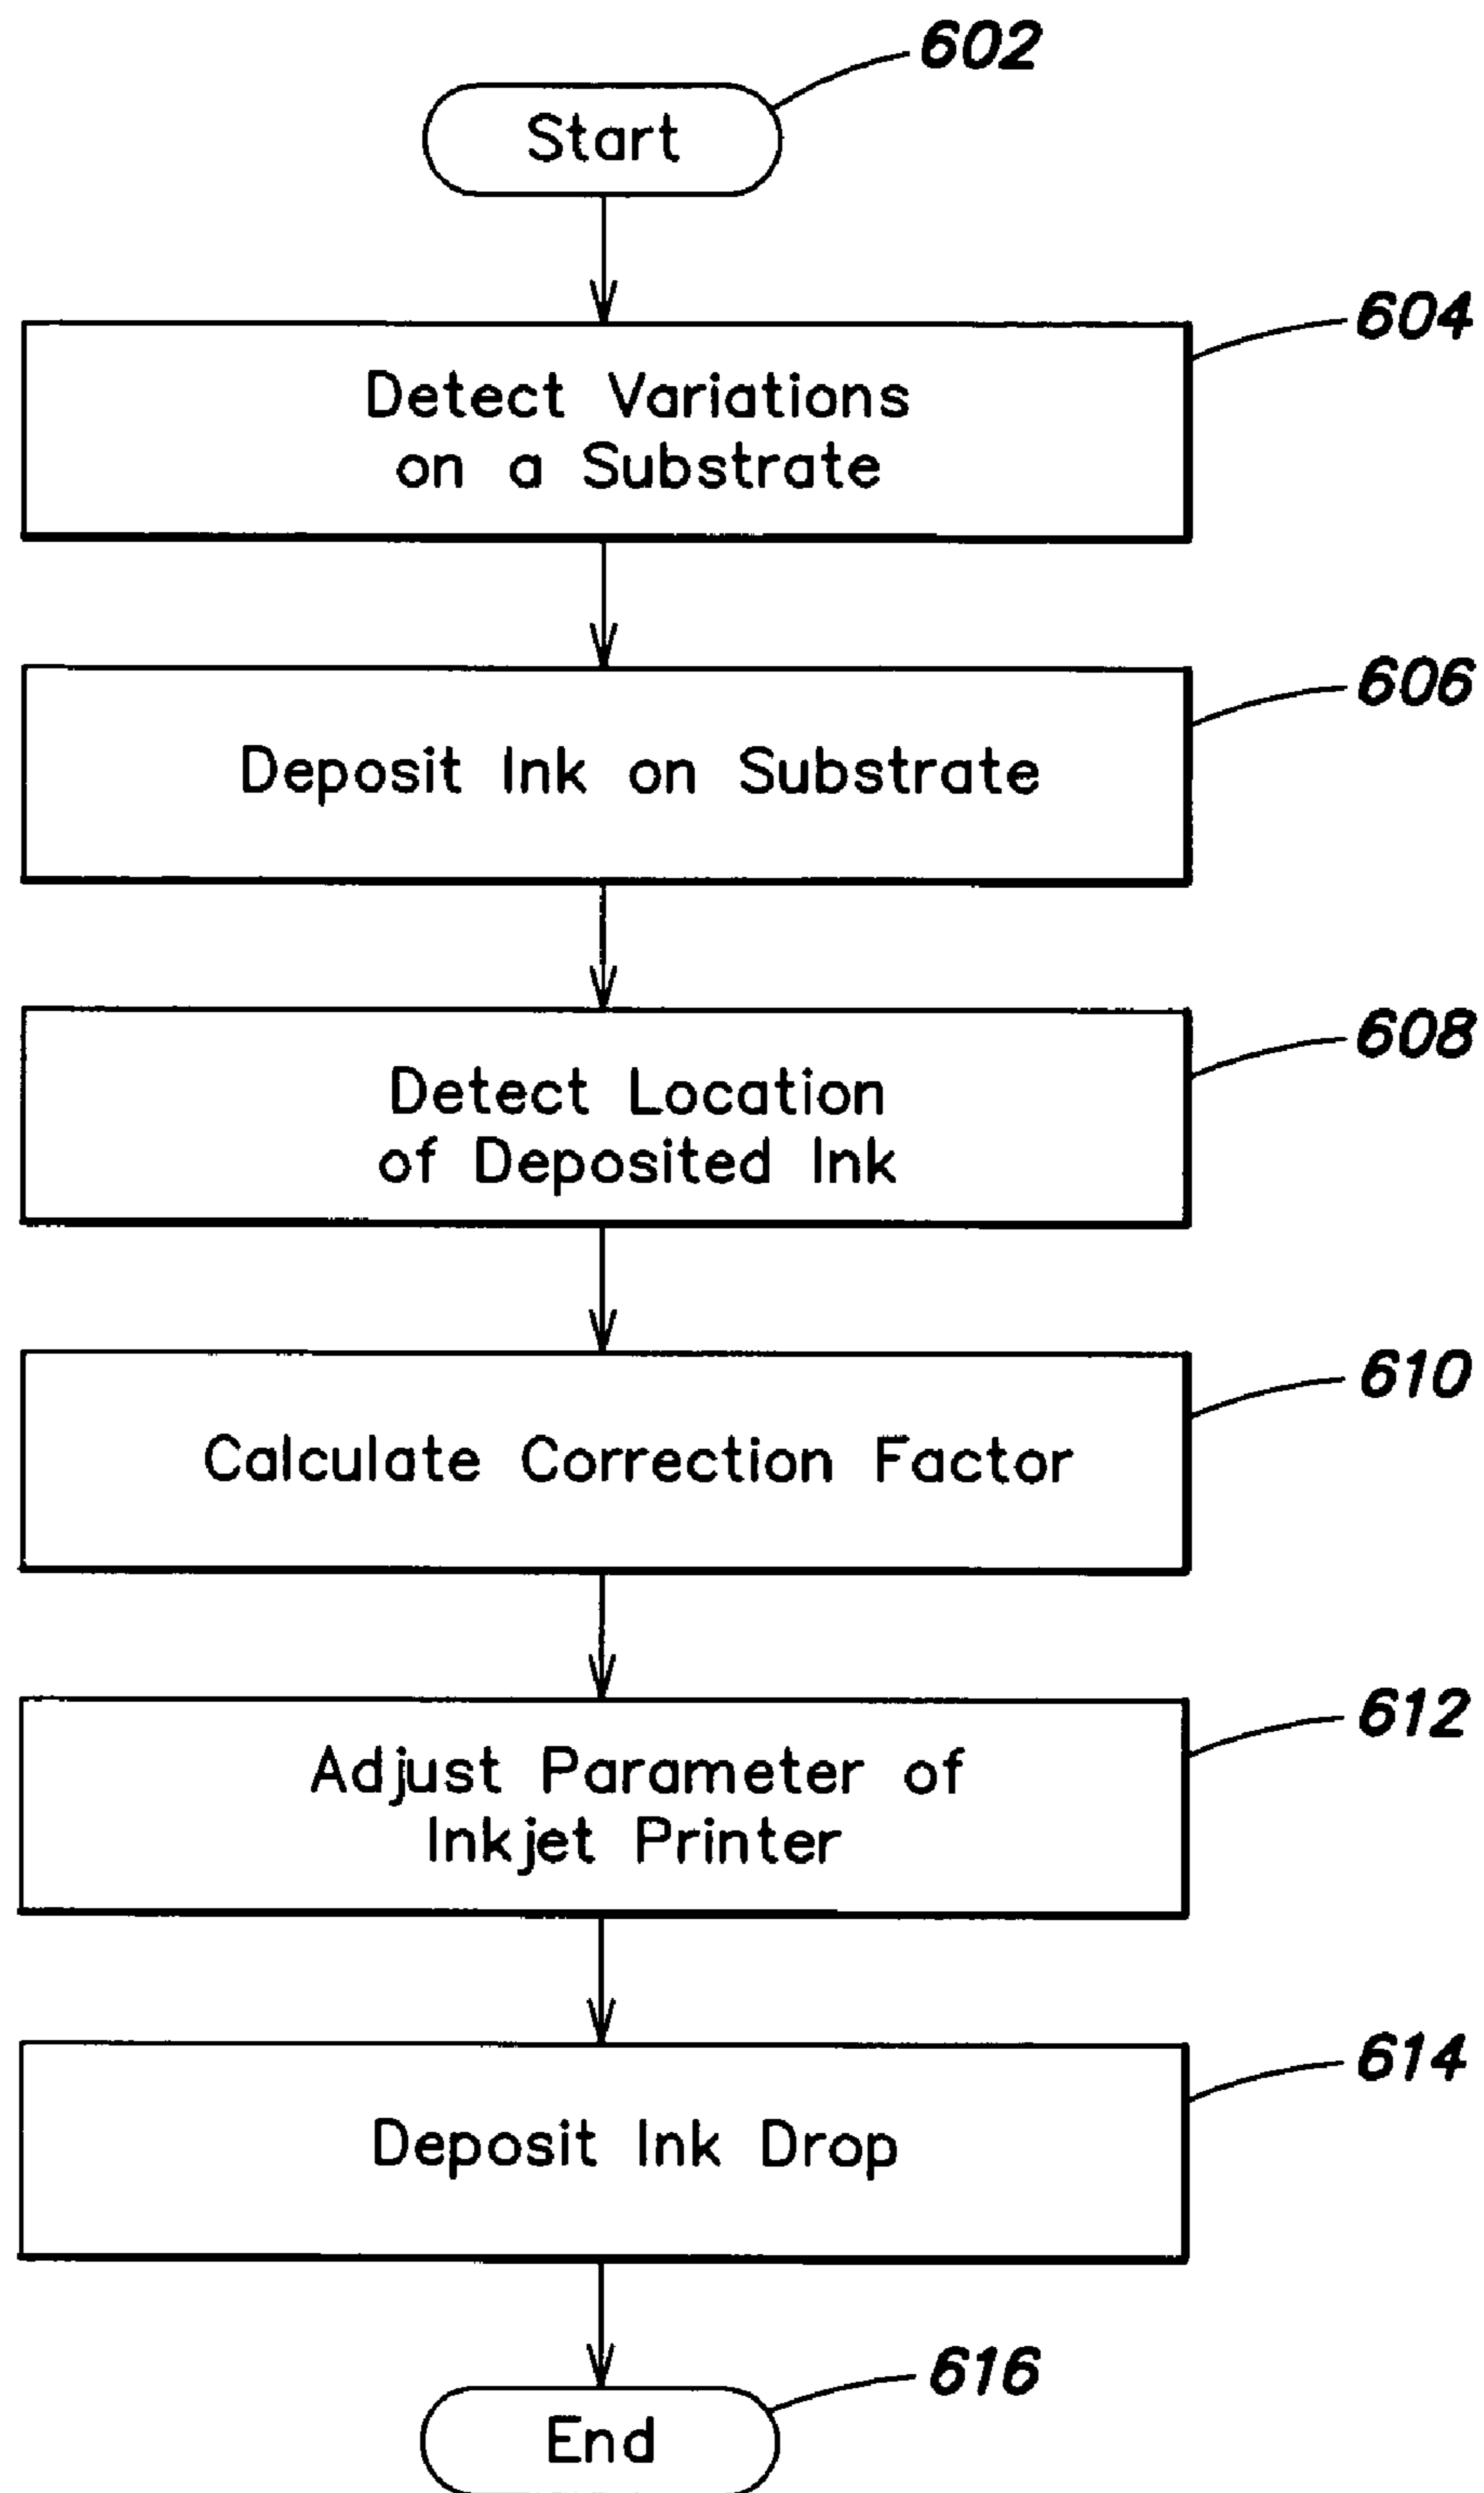 602
Start
604
Detect Variations
on a Substrate
606
Deposit Ink on Substrate
608
Detect Location
of Deposited Ink
610
Calculate Correction Factor
612
Adjust Parameter of
Inkjet Printer
614
Deposit Ink Drop
616
End